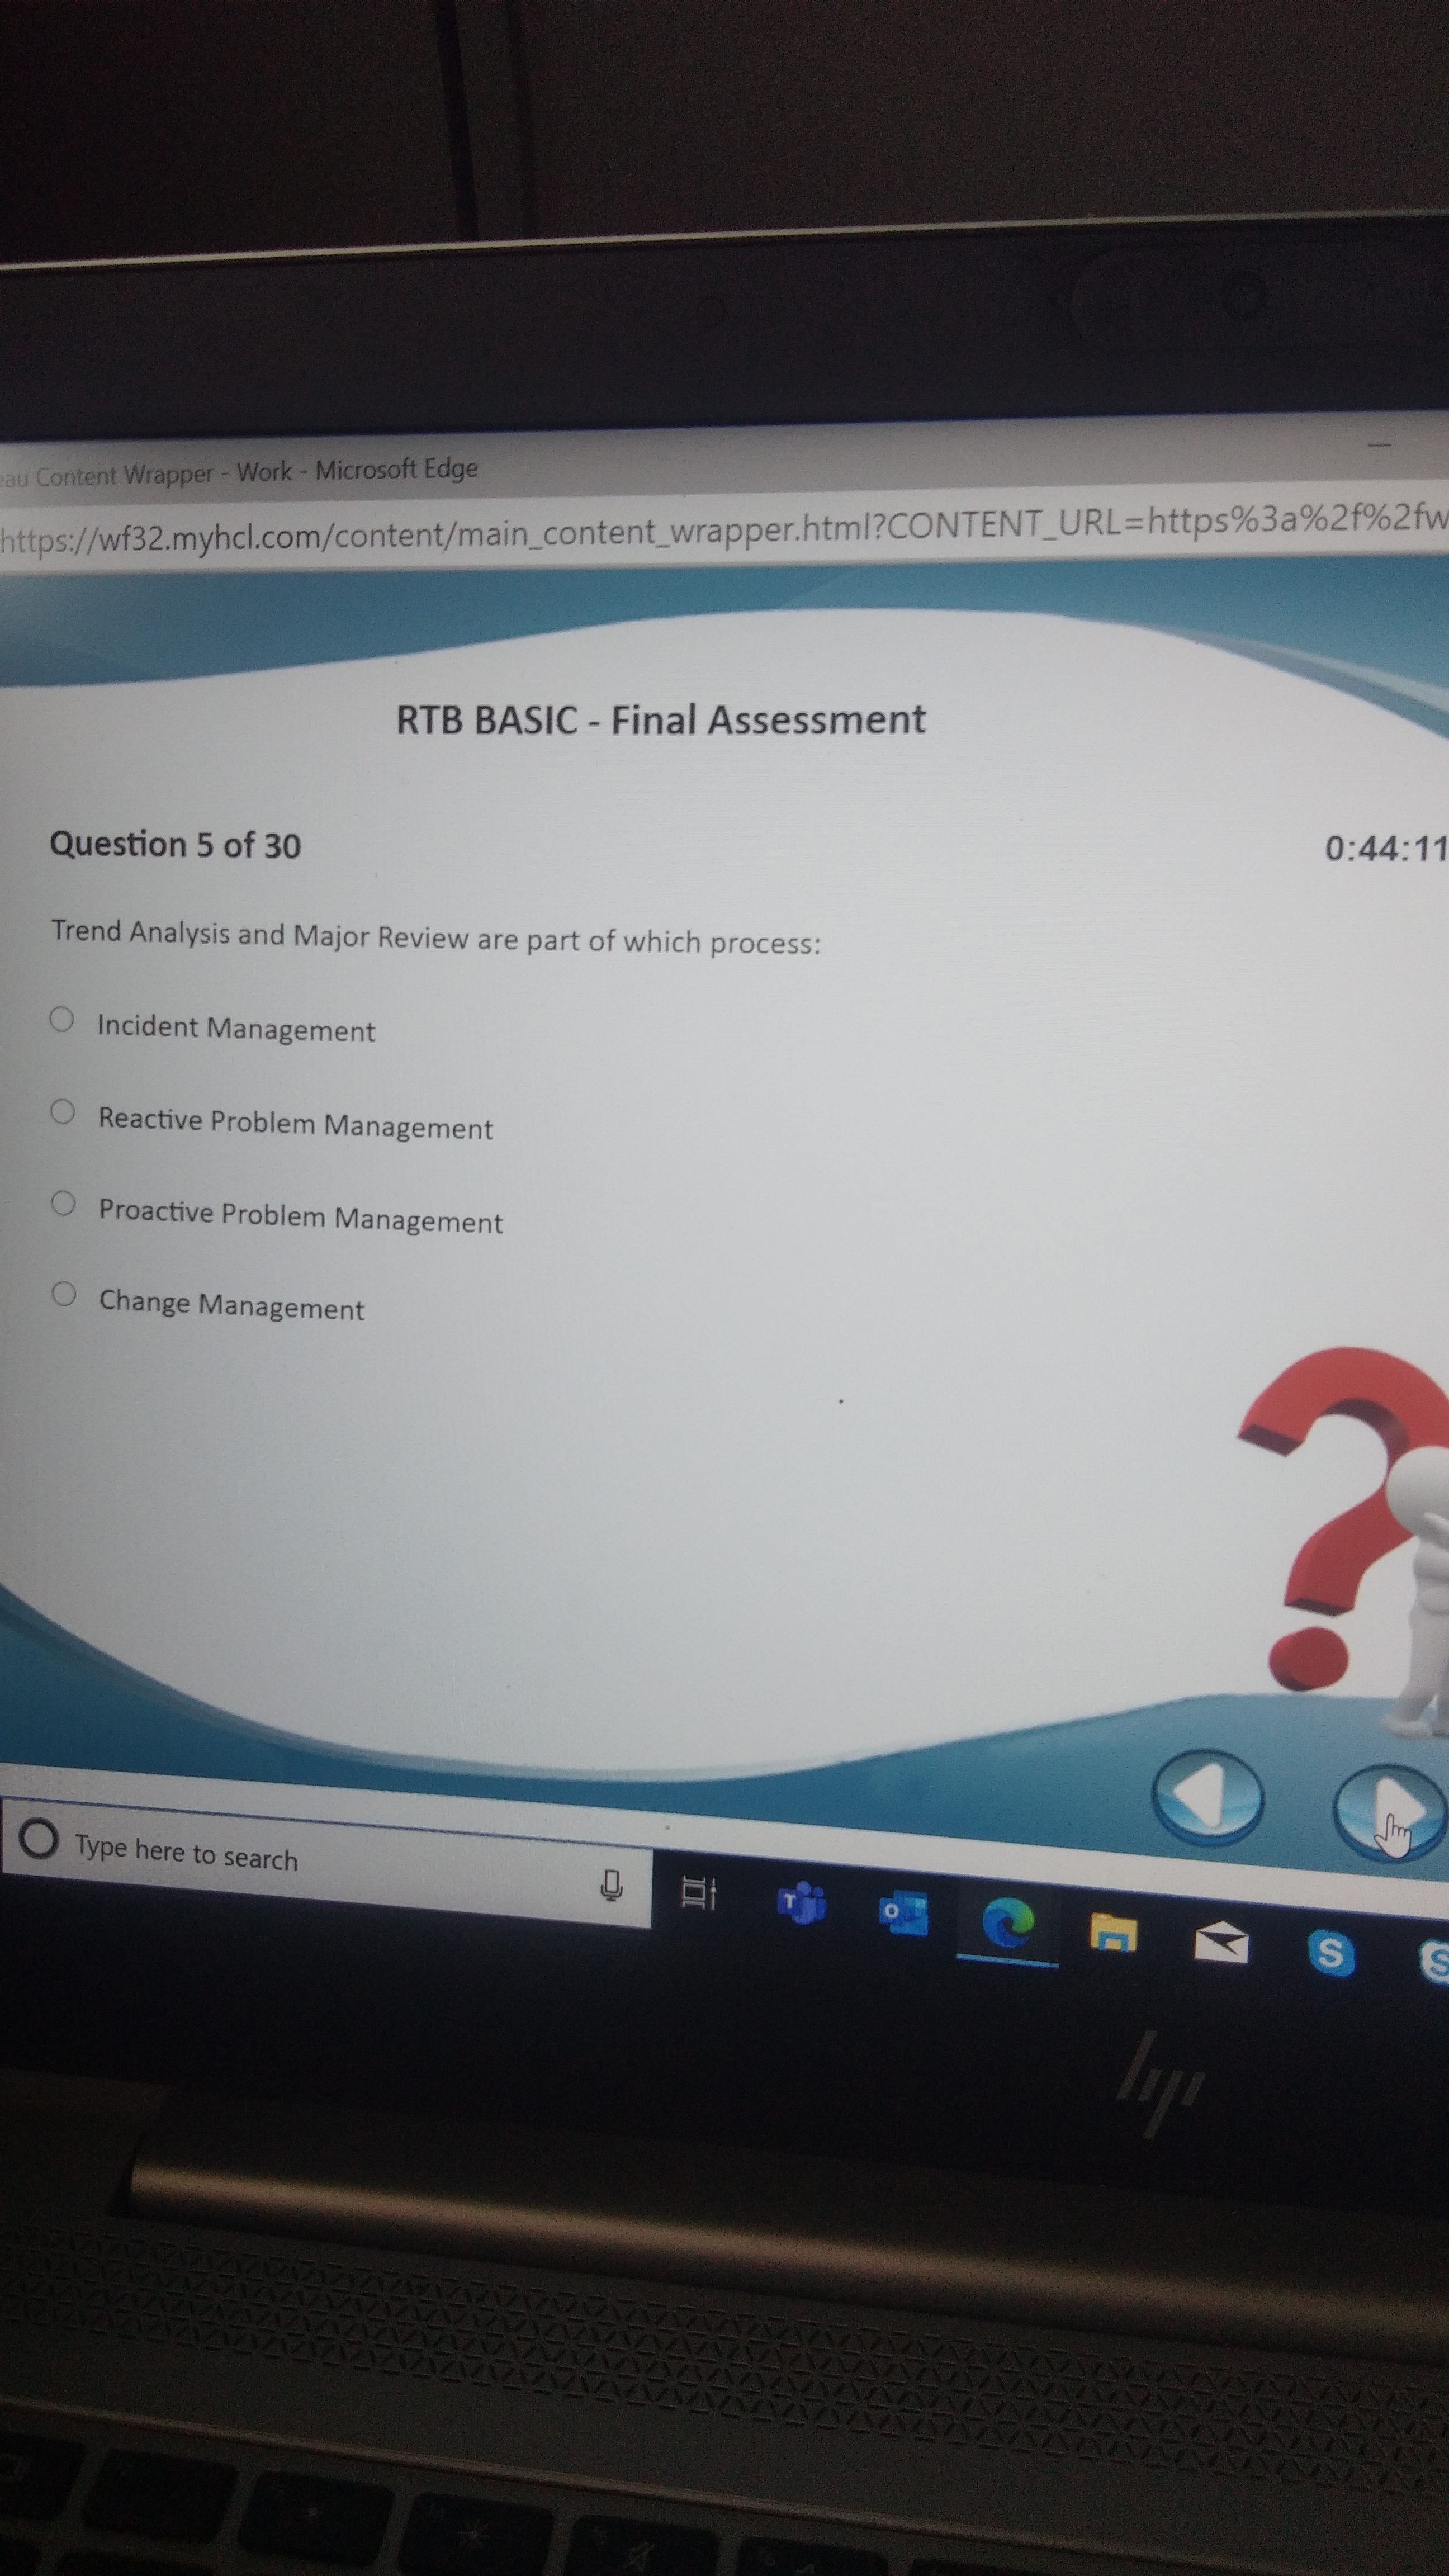 eau Content Wrapper - Work - Microsoft Edge
https://wf32.myhcl.com/content/main_content_wrapper.html?CONTENT_URL=https%3a%2f%2fw
RTB BASIC - Final Assessment
Question 5 of 30
0:44:11
Trend Analysis and Major Review are part of which process:
Incident Management
Reactive Problem Management
Proactive Problem Management
Change Management
Type here to search
hp